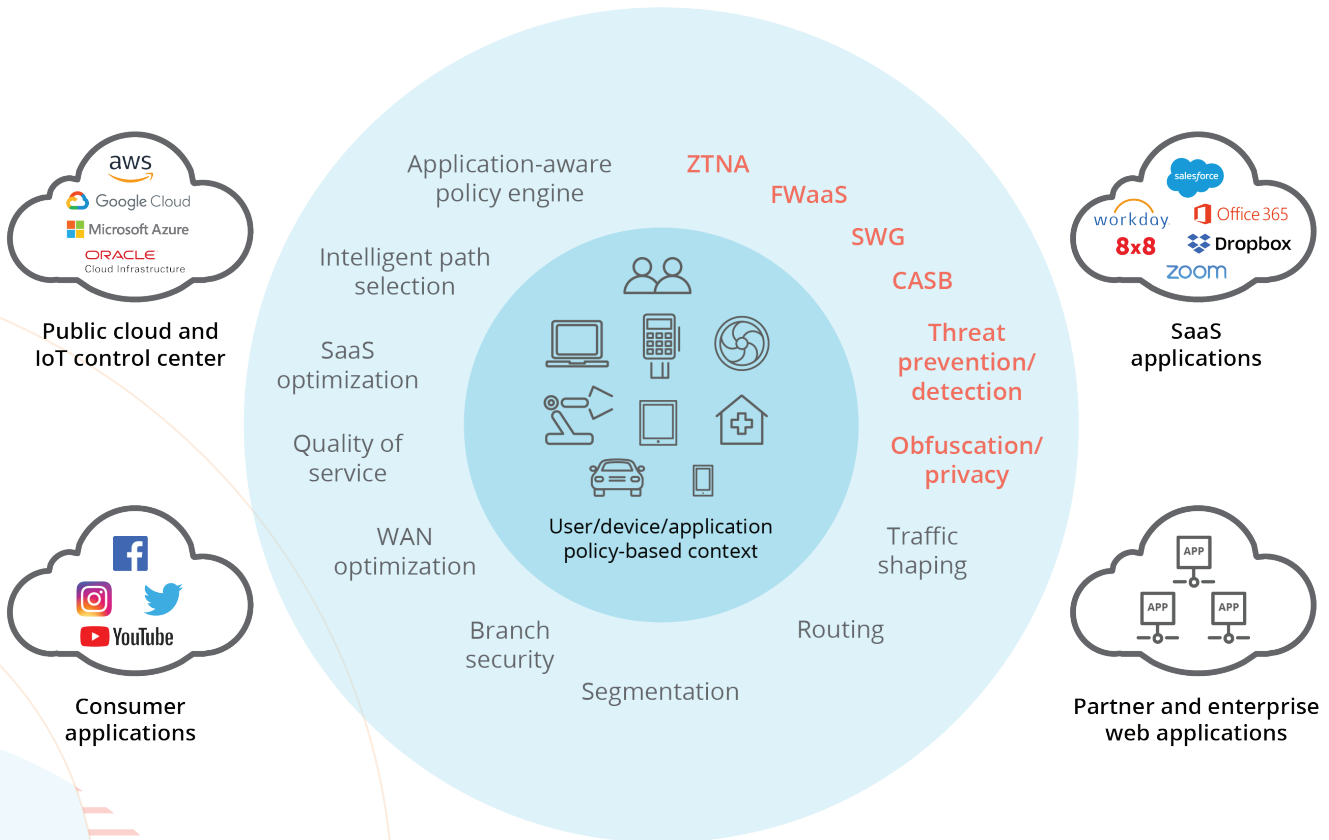 aws
Google Cloud
Microsoft Azure
ORACLE
Cloud Infrastructure
Public cloud and
IoT control center
YouTube
Consumer
applications
Application-aware
policy engine
Intelligent path
selection
SaaS
optimization
Quality of
service
WAN
optimization
Branch
security
Segmentation
Routing
Traffic
shaping
ZTNA
FWaaS
SWG
CASB
Threat
prevention/
detection
Obfuscation/
privacy
User/device/application
policy-based context
salesforce
workday.
Office 365
8x8
Dropbox
zoom
SaaS
applications
APP
APP
APP
Partner and enterprise
web applications